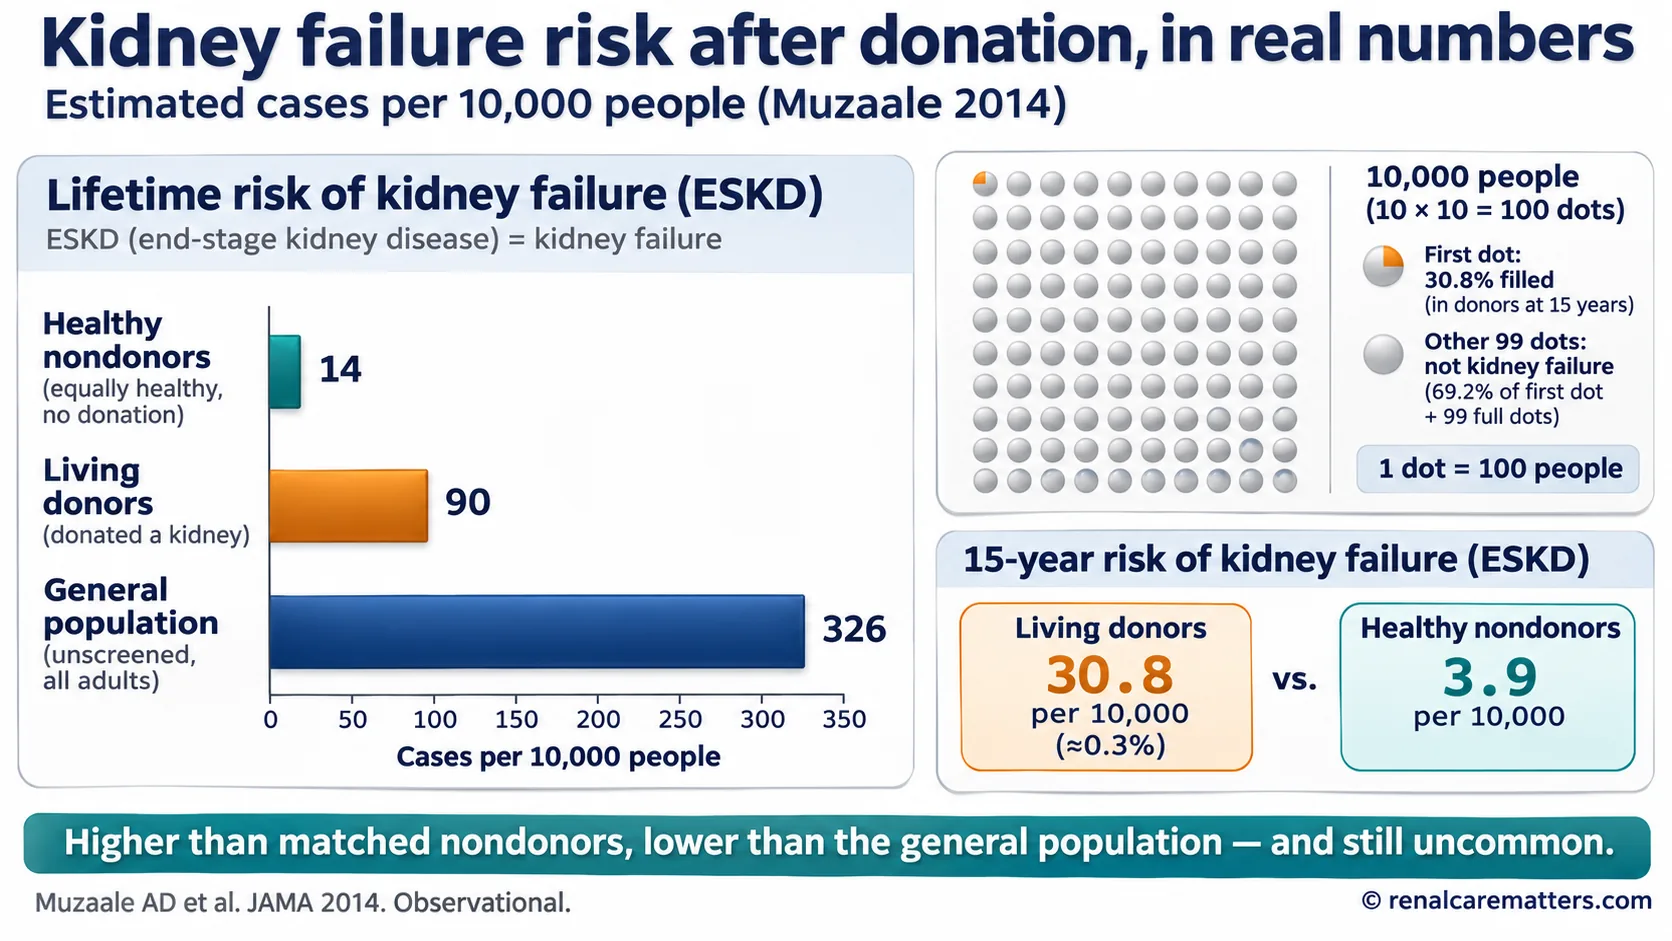 Kidney failure risk after donation, in real numbers
Estimated cases per 10,000 people (Muzaale 2014)
Lifetime risk of kidney failure (ESKD)
ESKD (end-stage kidney disease) = kidney failure
Healthy
nondonors
(equally healthy,
no donation)
14
Living
donors
(donated a kidney)
90
General
population
(unscreened,
all adults)
326
0 50 100 150 200 250 300 350
Cases per 10,000 people
10,000 people
(10 × 10 = 100 dots)
First dot:
30.8% filled
(in donors at 15 years)
Other 99 dots:
not kidney failure
(69.2% of first dot
+ 99 full dots)
1 dot = 100 people
15-year risk of kidney failure (ESKD)
Living donors
30.8
per 10,000
(≈0.3%)
vs.
Healthy nondonors
3.9
per 10,000
Higher than matched nondonors, lower than the general population — and still uncommon.
Muzaale AD et al. JAMA 2014. Observational.
© renalcarematters.com